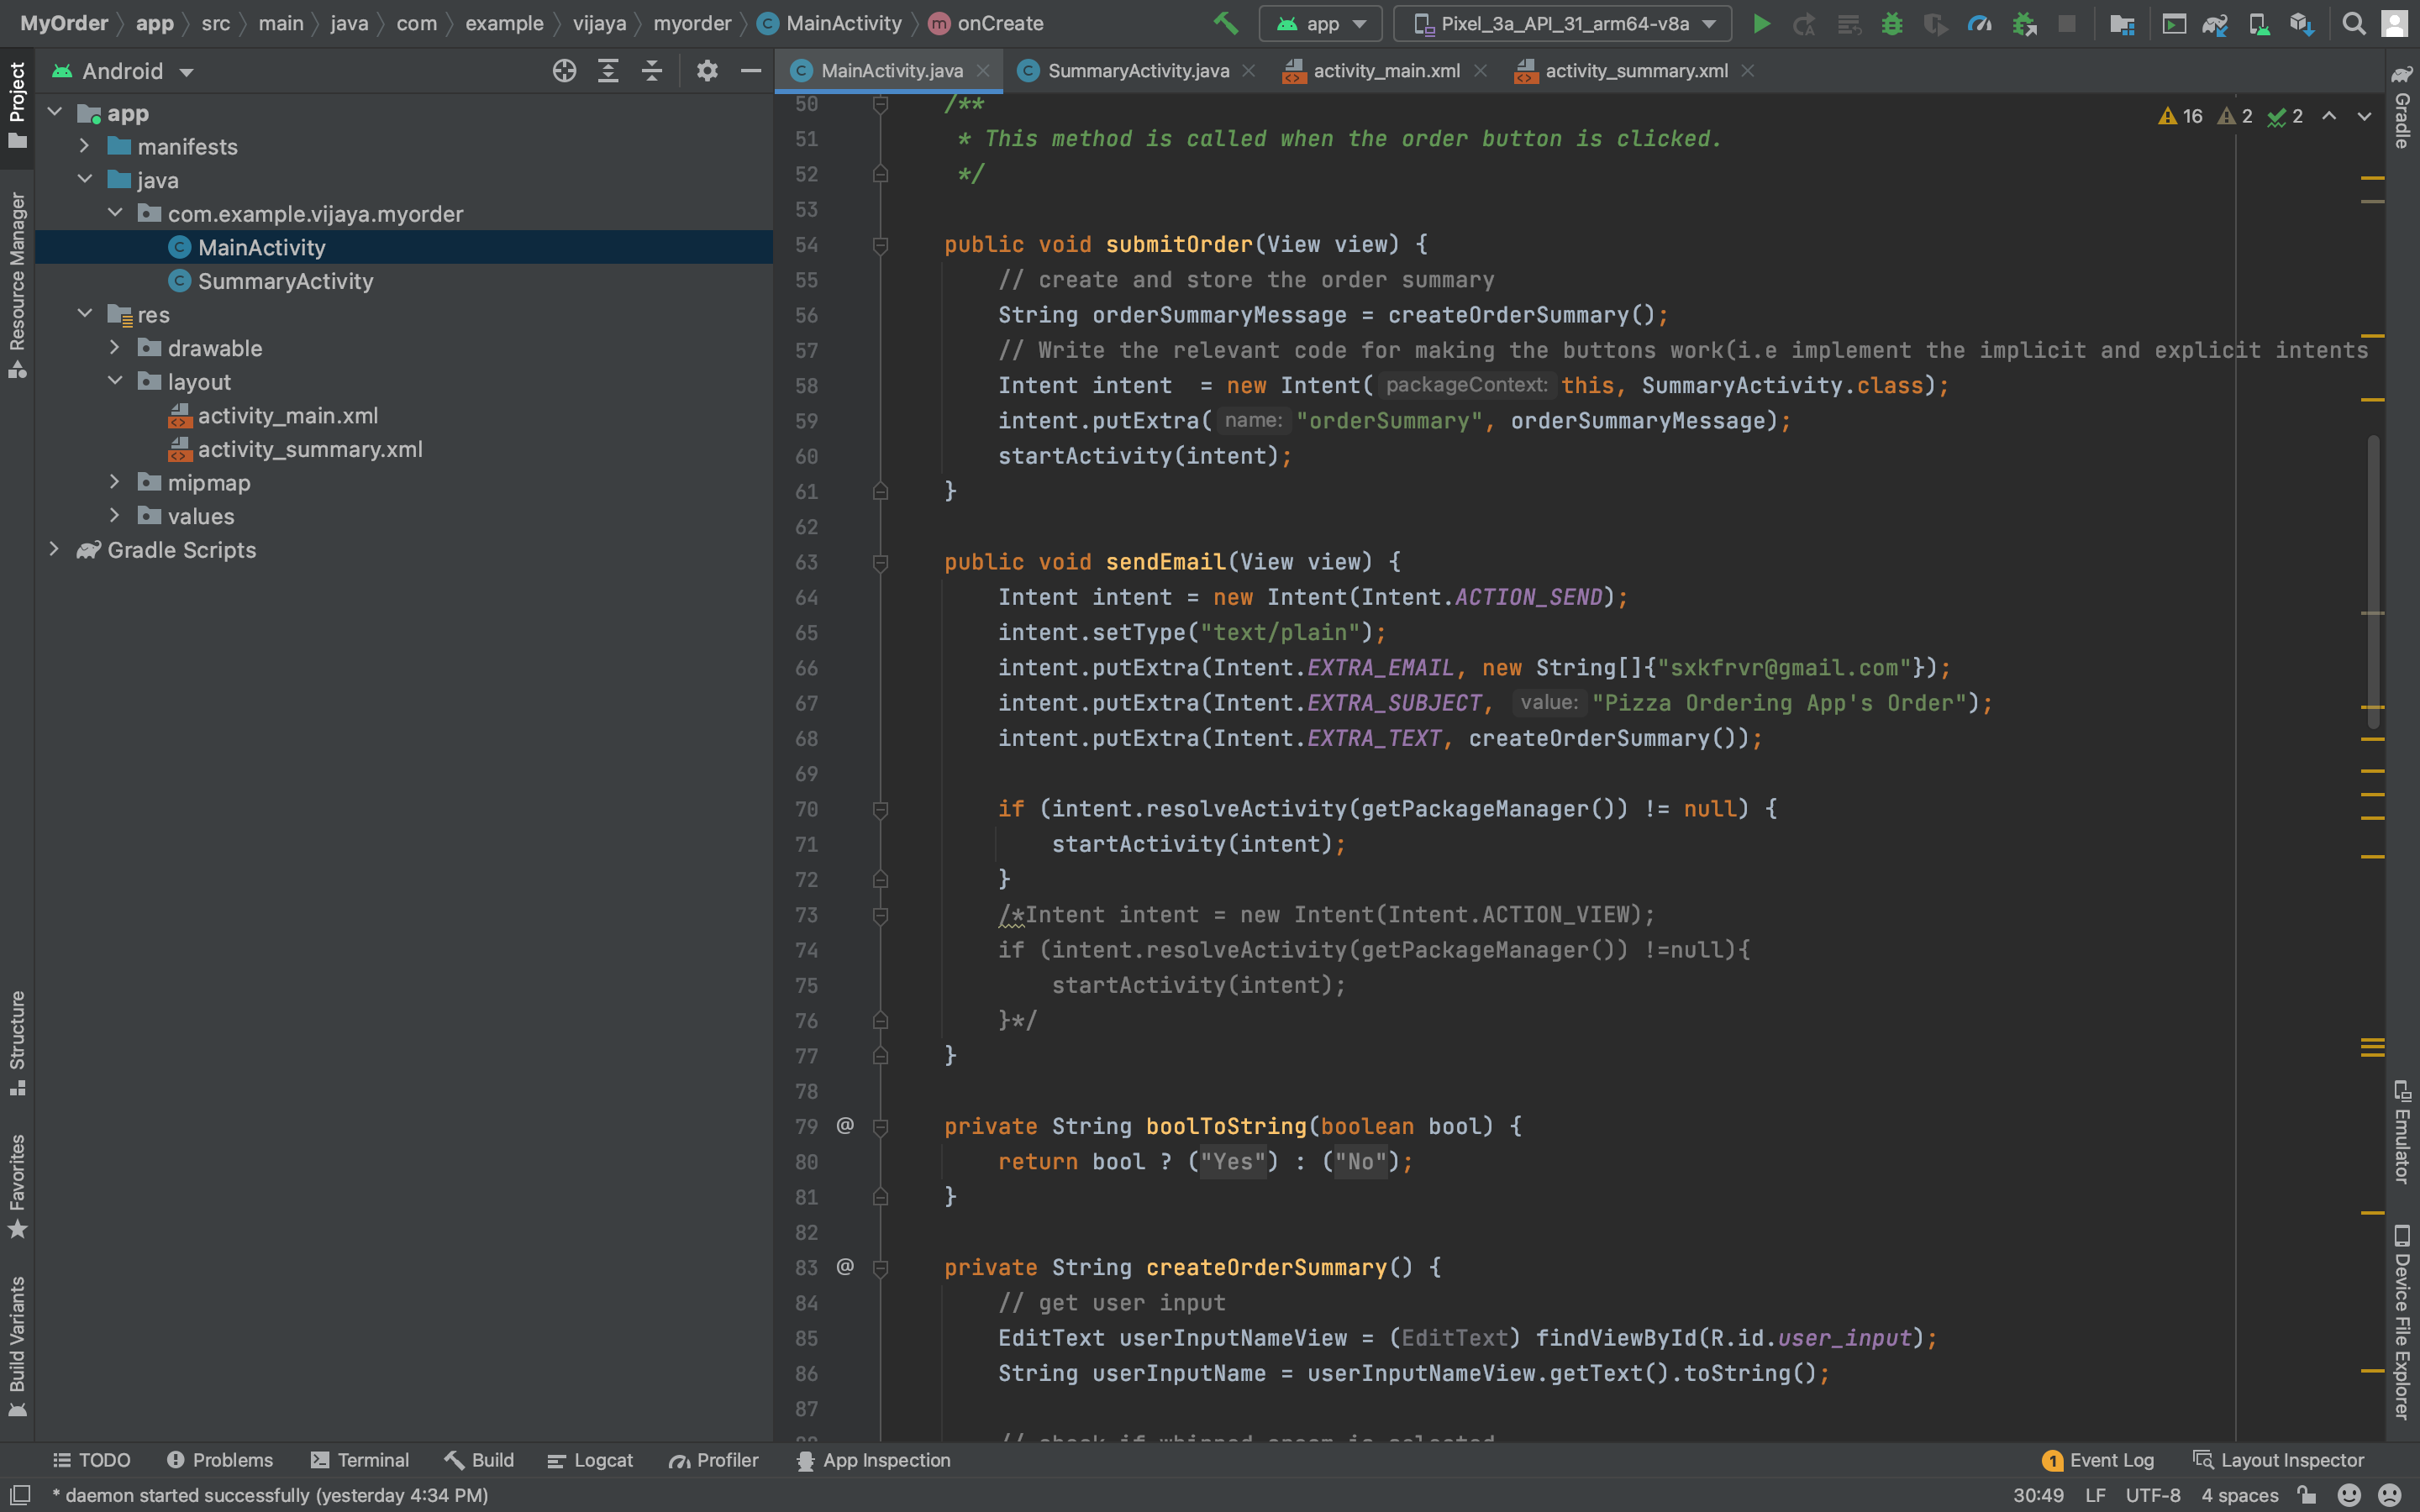 MyOrder app src main java com example vijaya myorder MainActivity onCreate
app Pixel_3a_API_31_arm64-v8a
Project
Resource Manager
Structure
Favorites
Build Variants
Android
app
manifests
java
com.example.vijaya.myorder
MainActivity
SummaryActivity
res
drawable
layout
activity_main.xml
activity_summary.xml
mipmap
values
Gradle Scripts
MainActivity.java SummaryActivity.java activity_main.xml activity_summary.xml
16 2 2
50 /**
51 * This method is called when the order button is clicked.
52 */
53
54 public void submitOrder(View view) {
55 // create and store the order summary
56 String orderSummaryMessage = createOrderSummary();
57 // Write the relevant code for making the buttons work(i.e implement the implicit and explicit intents
58 Intent intent  = new Intent( packageContext: this, SummaryActivity.class);
59 intent.putExtra( name: "orderSummary", orderSummaryMessage);
60 startActivity(intent);
61 }
62
63 public void sendEmail(View view) {
64 Intent intent = new Intent(Intent.ACTION_SEND);
65 intent.setType("text/plain");
66 intent.putExtra(Intent.EXTRA_EMAIL, new String[]{"sxkfrvr@gmail.com"});
67 intent.putExtra(Intent.EXTRA_SUBJECT, value: "Pizza Ordering App's Order");
68 intent.putExtra(Intent.EXTRA_TEXT, createOrderSummary());
69
70 if (intent.resolveActivity(getPackageManager()) != null) {
71 startActivity(intent);
72 }
73 /*Intent intent = new Intent(Intent.ACTION_VIEW);
74 if (intent.resolveActivity(getPackageManager()) !=null){
75 startActivity(intent);
76 }*/
77 }
78
79 @ private String boolToString(boolean bool) {
80 return bool ? ("Yes") : ("No");
81 }
82
83 @ private String createOrderSummary() {
84 // get user input
85 EditText userInputNameView = (EditText) findViewById(R.id.user_input);
86 String userInputName = userInputNameView.getText().toString();
87
Gradle
Emulator
Device File Explorer
TODO Problems Terminal Build Logcat Profiler App Inspection 1 Event Log Layout Inspector
* daemon started successfully (yesterday 4:34 PM) 30:49 LF UTF-8 4 spaces